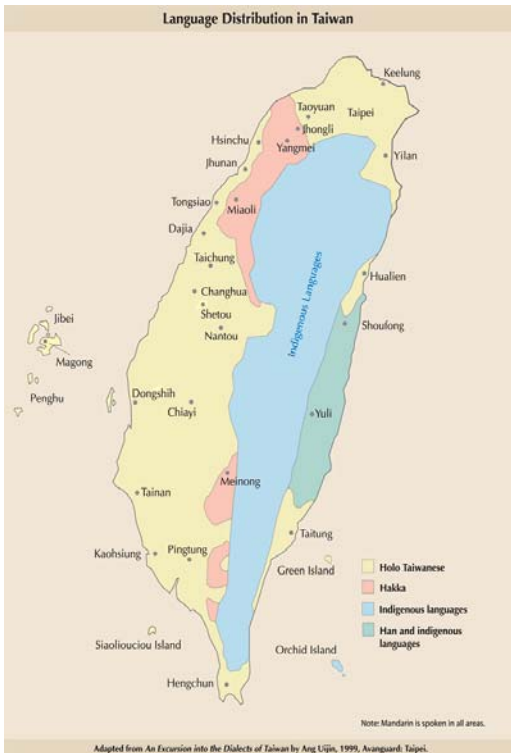 Language Distribution in Taiwan
Keelung
Taoyuan
Taipei
Jhongli
Hsinchu
Yangmei
Yilan
Jhunan
Tongsiao
Miaoli
Dajia
Taichung
Indigenous Languages
Hualien
Changhua
Shetou
Jibei
Shoufong
Nantou
Magong
Penghu
Dongshih
Chiayi
Yuli
Meinong
Tainan
Taitung
Kaohsiung
Pingtung
Green Island
Holo Taiwanese
Hakka
Indigenous languages
Han and indigenous
languages
Siaoliouciou Island
Orchid Island
Hengchun
Note: Mandarin is spoken in all areas.
Adapted from An Excursion into the Dialects of Taiwan by Ang Uijin, 1999, Avanguard: Taipei.